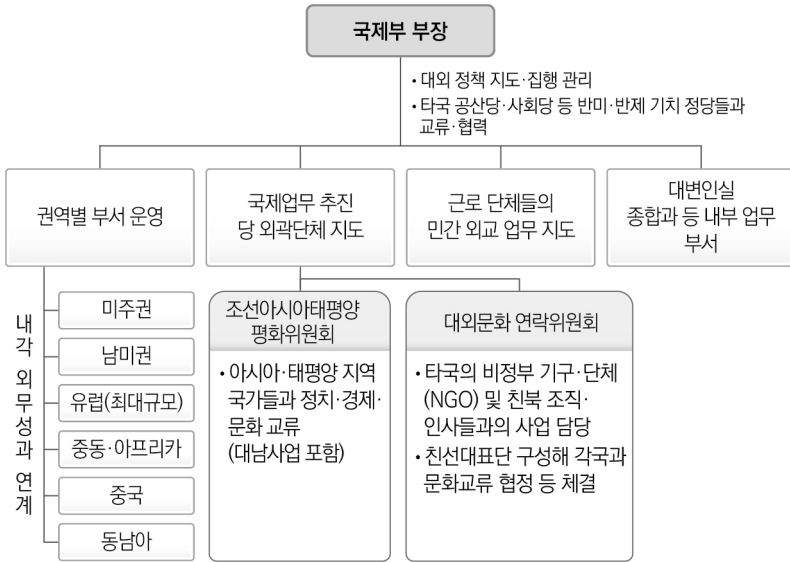 국제부 부장
• 대외 정책 지도·집행 관리
• 타국 공산당·사회당 등 반미·반제 기치 정당들과
교류·협력
권역별 부서 운영
국제업무 추진
당 외곽단체 지도
근로 단체들의
민간 외교 업무 지도
대변인실
종합과 등 내부 업무
부서
내각 외무성과 연계
미주권
남미권
유럽(최대규모)
중동·아프리카
중국
동남아
조선아시아태평양
평화위원회
• 아시아·태평양 지역
국가들과 정치·경제·
문화 교류
(대남사업 포함)
대외문화 연락위원회
• 타국의 비정부 기구·단체
(NGO) 및 친북 조직·
인사들과의 사업 담당
• 친선대표단 구성해 각국과
문화교류 협정 등 체결